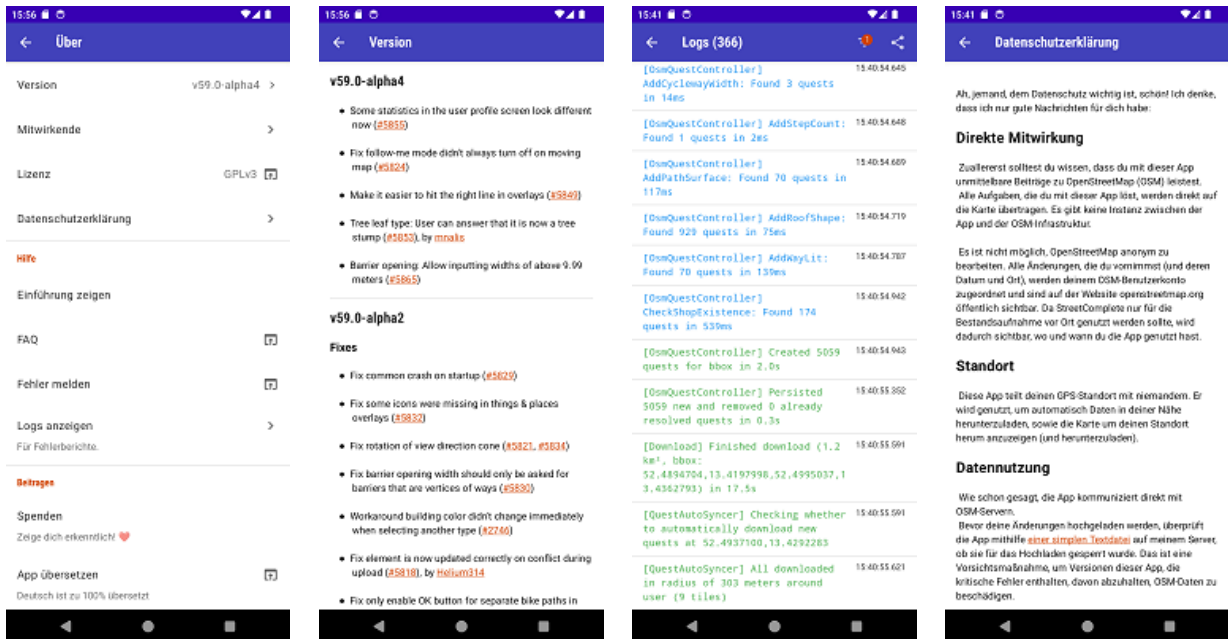 15:56
Über
Version v59.0-alpha4
Mitwirkende
Lizenz GPLv3
Datenschutzerklärung
Hilfe
Einführung zeigen
FAQ
Fehler melden
Logs anzeigen
Für Fehlerberichte.
Beitragen
Spenden
Zeige dich erkenntlich!
App übersetzen
Deutsch ist zu 100% übersetzt
15:56
Version
v59.0-alpha4
Some statistics in the user profile screen look different
now (#5855)
Fix follow-me mode didn't always turn off on moving
map (#5824)
Make it easier to hit the right line in overlays (#5849)
Tree leaf type: User can answer that it is now a tree
stump (#5853), by mnalis
Barrier opening: Allow inputting widths of above 9.99
meters (#5865)
v59.0-alpha2
Fixes
Fix common crash on startup (#5829)
Fix some icons were missing in things & places
overlays (#5832)
Fix rotation of view direction cone (#5821, #5834)
Fix barrier opening width should only be asked for
barriers that are vertices of ways (#5830)
Workaround building color didn't change immediately
when selecting another type (#2746)
Fix element is now updated correctly on conflict during
upload (#5818), by Helium314
Fix only enable OK button for separate bike paths in
15:41
Logs (366)
1
[OsmQuestController] 15:40:54.645
AddCyclewayWidth: Found 3 quests
in 14ms
[OsmQuestController] AddStepCount: 15:40:54.648
Found 1 quests in 2ms
[OsmQuestController] 15:40:54.689
AddPathSurface: Found 70 quests in
117ms
[OsmQuestController] AddRoofShape: 15:40:54.719
Found 929 quests in 75ms
[OsmQuestController] AddWayLit: 15:40:54.787
Found 70 quests in 139ms
[OsmQuestController] 15:40:54.942
CheckShopExistence: Found 174
quests in 539ms
[OsmQuestController] Created 5059 15:40:54.943
quests for bbox in 2.0s
[OsmQuestController] Persisted 15:40:55.352
5059 new and removed 0 already
resolved quests in 0.3s
[Download] Finished download (1.2 15:40:55.591
km², bbox:
52.4894704,13.4197998,52.4995037,1
3.4362793) in 17.5s
[QuestAutoSyncer] Checking whether 15:40:55.591
to automatically download new
quests at 52.4937100,13.4292283
[QuestAutoSyncer] All downloaded 15:40:55.621
in radius of 303 meters around
user (9 tiles)
15:41
Datenschutzerklärung
Ah, jemand, dem Datenschutz wichtig ist, schön! Ich denke,
dass ich nur gute Nachrichten für dich habe:
Direkte Mitwirkung
Zuallererst solltest du wissen, dass du mit dieser App
unmittelbare Beiträge zu OpenStreetMap (OSM) leistest.
Alle Aufgaben, die du mit dieser App löst, werden direkt auf
die Karte übertragen. Es gibt keine Instanz zwischen der
App und der OSM-Infrastruktur.
Es ist nicht möglich, OpenStreetMap anonym zu
bearbeiten. Alle Änderungen, die du vornimmst (und deren
Datum und Ort), werden deinem OSM-Benutzerkonto
zugeordnet und sind auf der Website openstreetmap.org
öffentlich sichtbar. Da StreetComplete nur für die
Bestandsaufnahme vor Ort genutzt werden sollte, wird
dadurch sichtbar, wo und wann du die App genutzt hast.
Standort
Diese App teilt deinen GPS-Standort mit niemandem. Er
wird genutzt, um automatisch Daten in deiner Nähe
herunterzuladen, sowie die Karte um deinen Standort
herum anzuzeigen (und herunterzuladen).
Datennutzung
Wie schon gesagt, die App kommuniziert direkt mit
OSM-Servern.
Bevor deine Änderungen hochgeladen werden, überprüft
die App mithilfe einer simplen Textdatei auf meinem Server,
ob sie für das Hochladen gesperrt wurde. Das ist eine
Vorsichtsmaßnahme, um Versionen dieser App, die
kritische Fehler enthalten, davon abzuhalten, OSM-Daten zu
beschädigen.